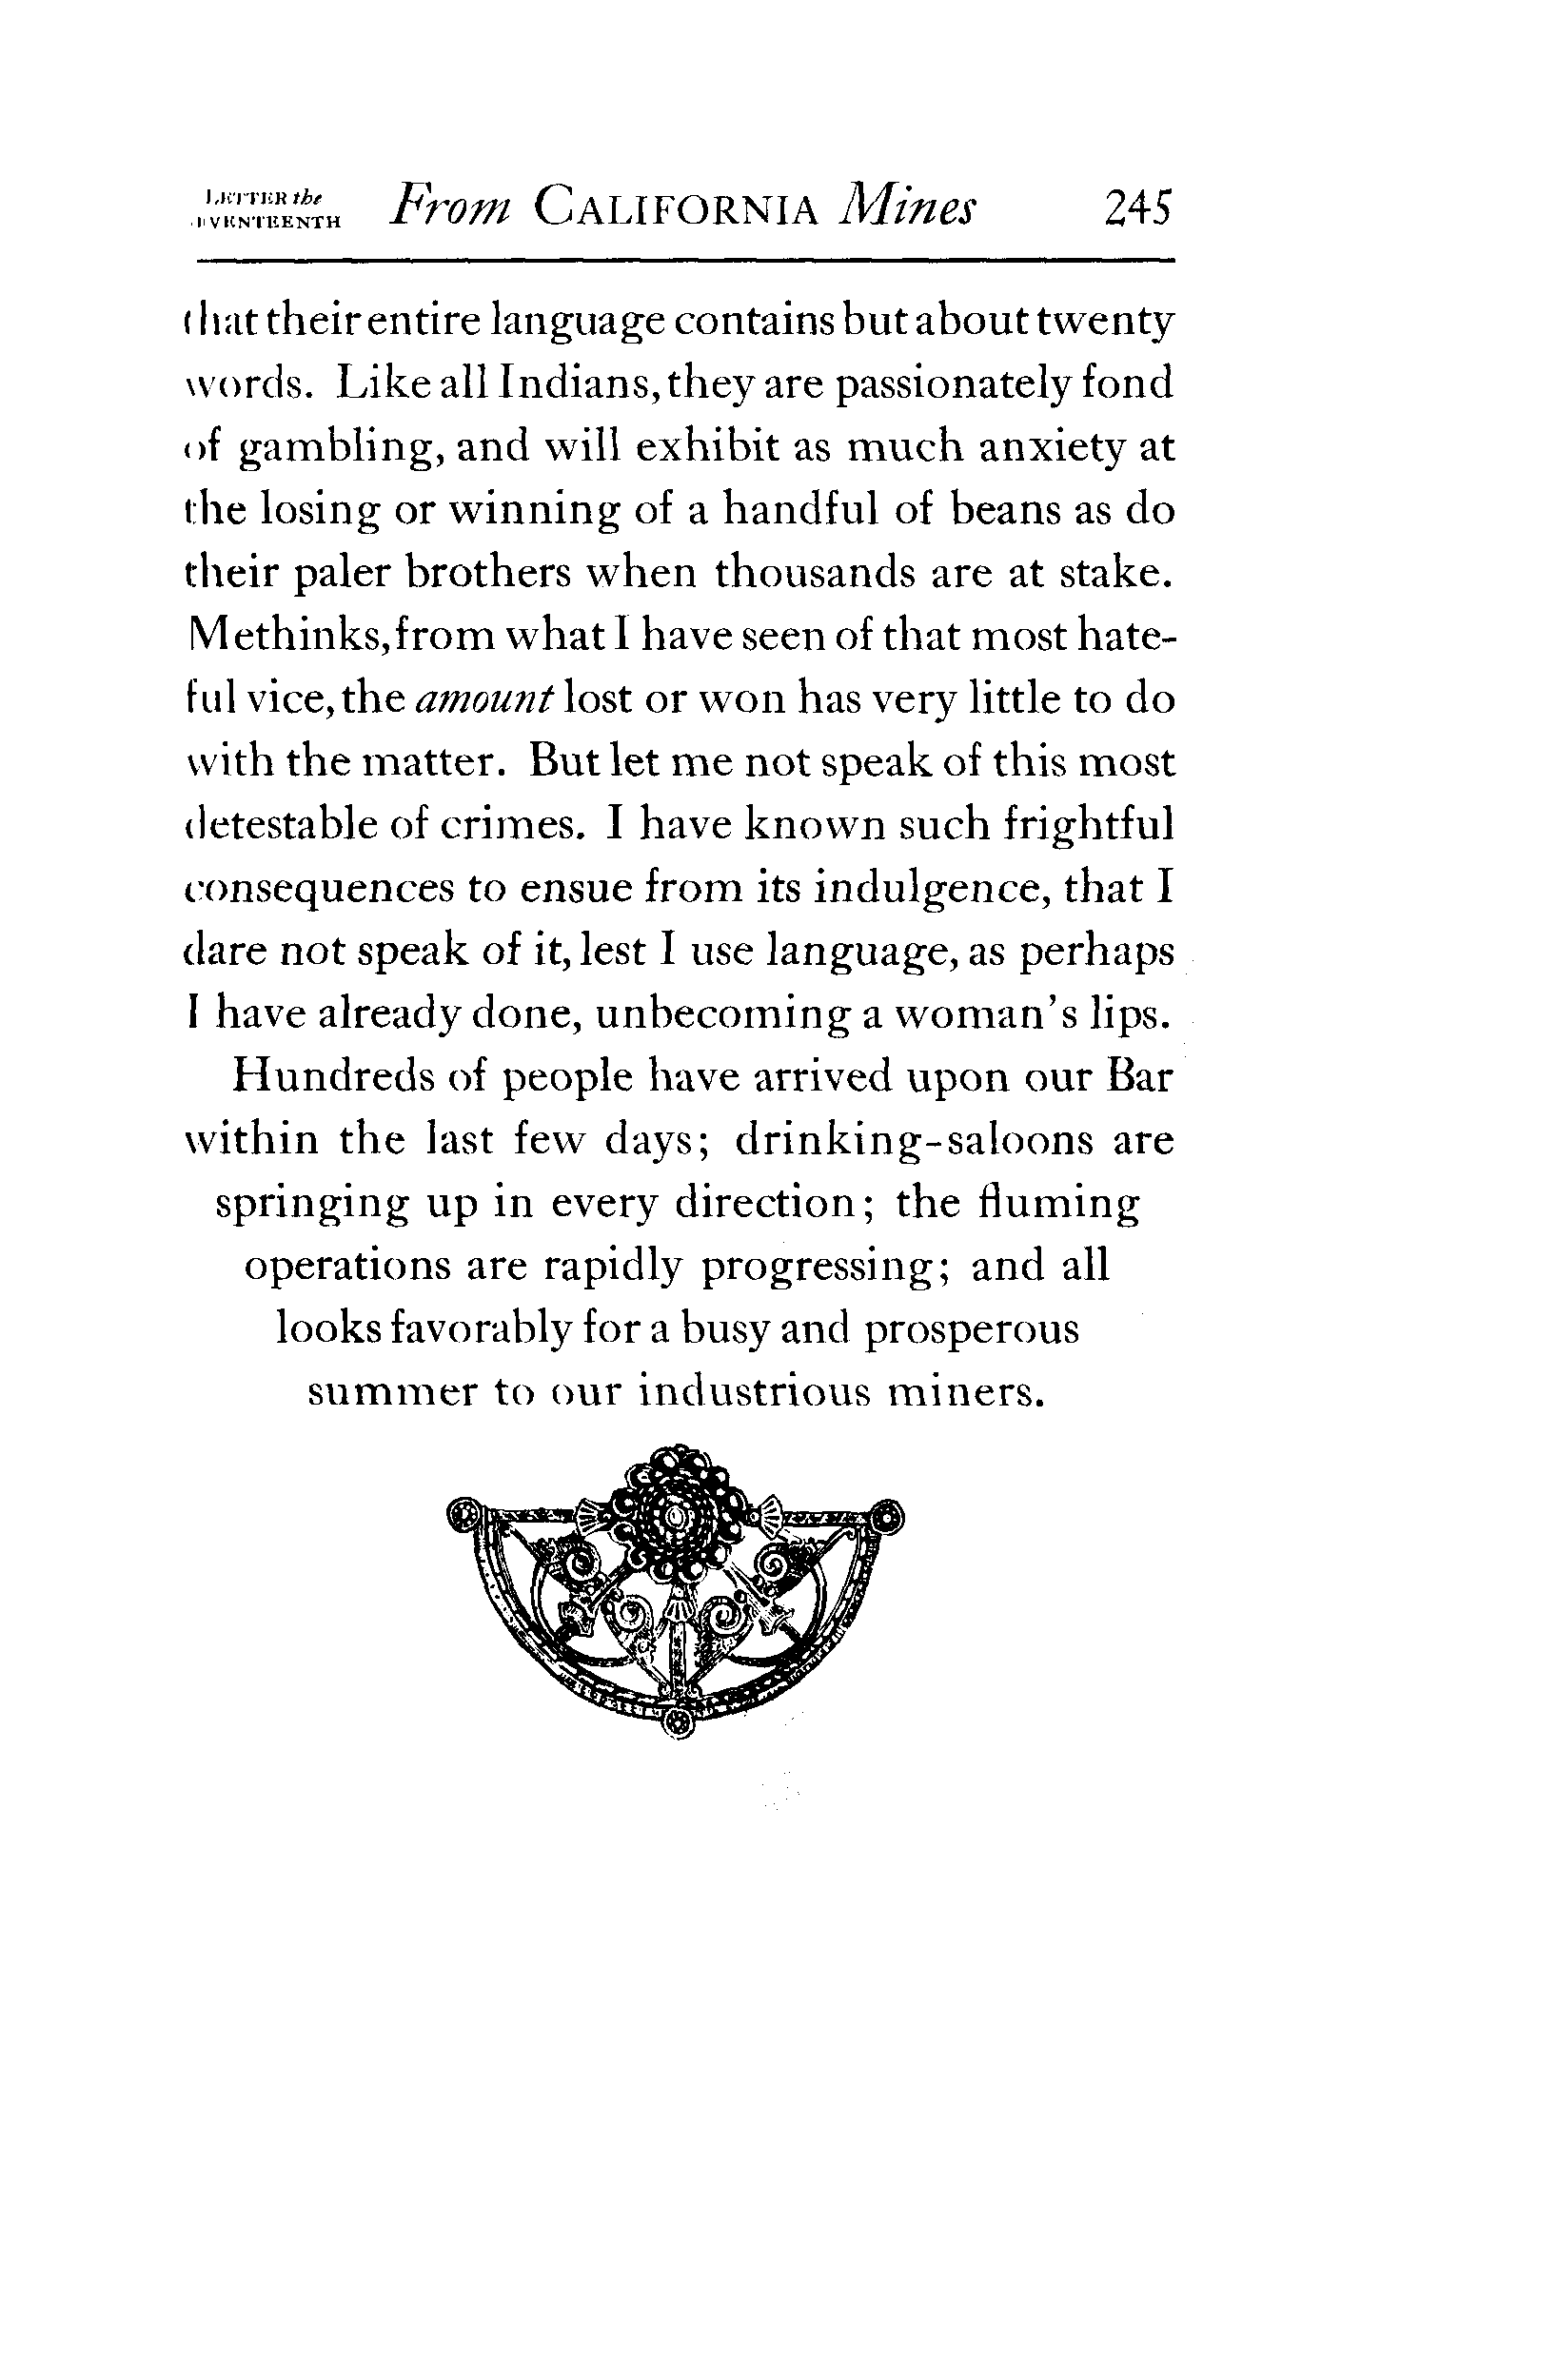 LETTER the
SEVENTEENTH From CALIFORNIA Mines 245
that their entire language contains but about twenty
words. Like all Indians, they are passionately fond
of gambling, and will exhibit as much anxiety at
the losing or winning of a handful of beans as do
their paler brothers when thousands are at stake.
Methinks, from what I have seen of that most hate-
ful vice, the amount lost or won has very little to do
with the matter. But let me not speak of this most
detestable of crimes. I have known such frightful
consequences to ensue from its indulgence, that I
dare not speak of it, lest I use language, as perhaps
I have already done, unbecoming a woman's lips.
Hundreds of people have arrived upon our Bar
within the last few days; drinking-saloons are
springing up in every direction; the fluming
operations are rapidly progressing; and all
looks favorably for a busy and prosperous
summer to our industrious miners.